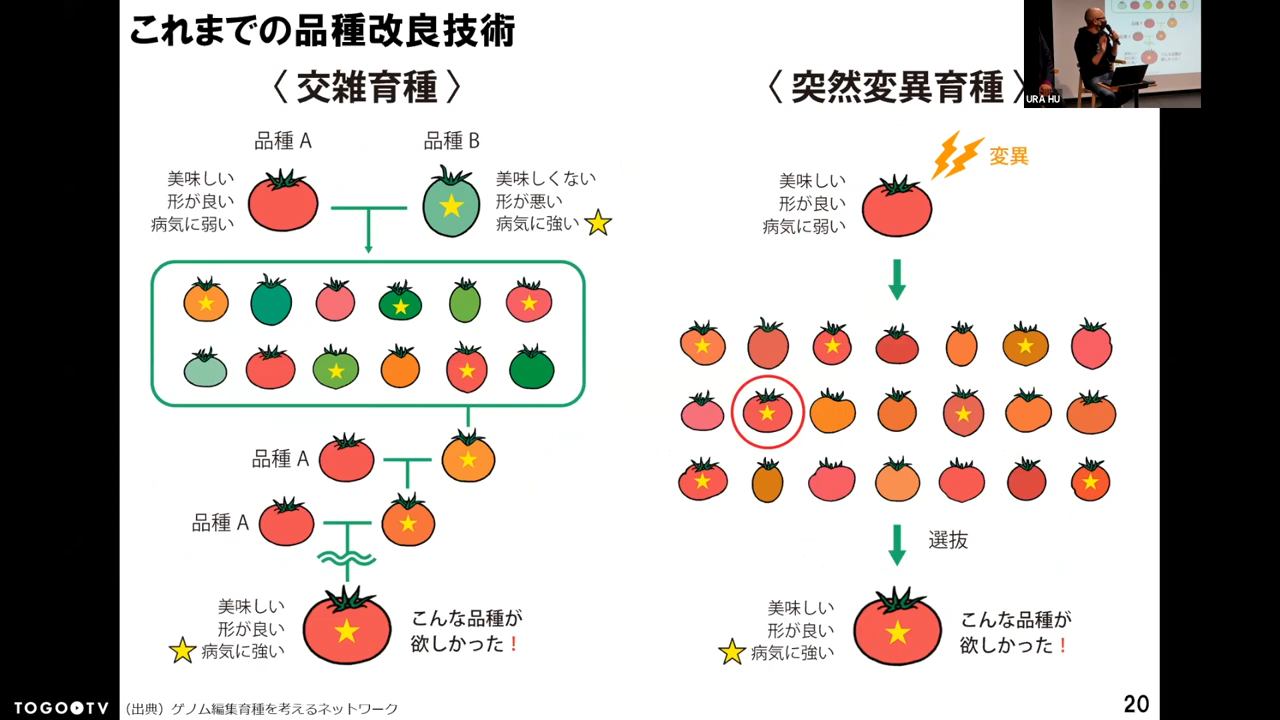 これまでの品種改良技術
〈 交雑育種 〉
品種 A
品種 B
美味しい
形が良い
病気に弱い
美味しくない
形が悪い
病気に強い
品種 A
品種 A
美味しい
形が良い
病気に強い
こんな品種が
欲しかった！
〈 突然変異育種 〉
変異
美味しい
形が良い
病気に弱い
選抜
美味しい
形が良い
病気に強い
こんな品種が
欲しかった！
URA HU
TOGO TV
（出典）ゲノム編集育種を考えるネットワーク
20